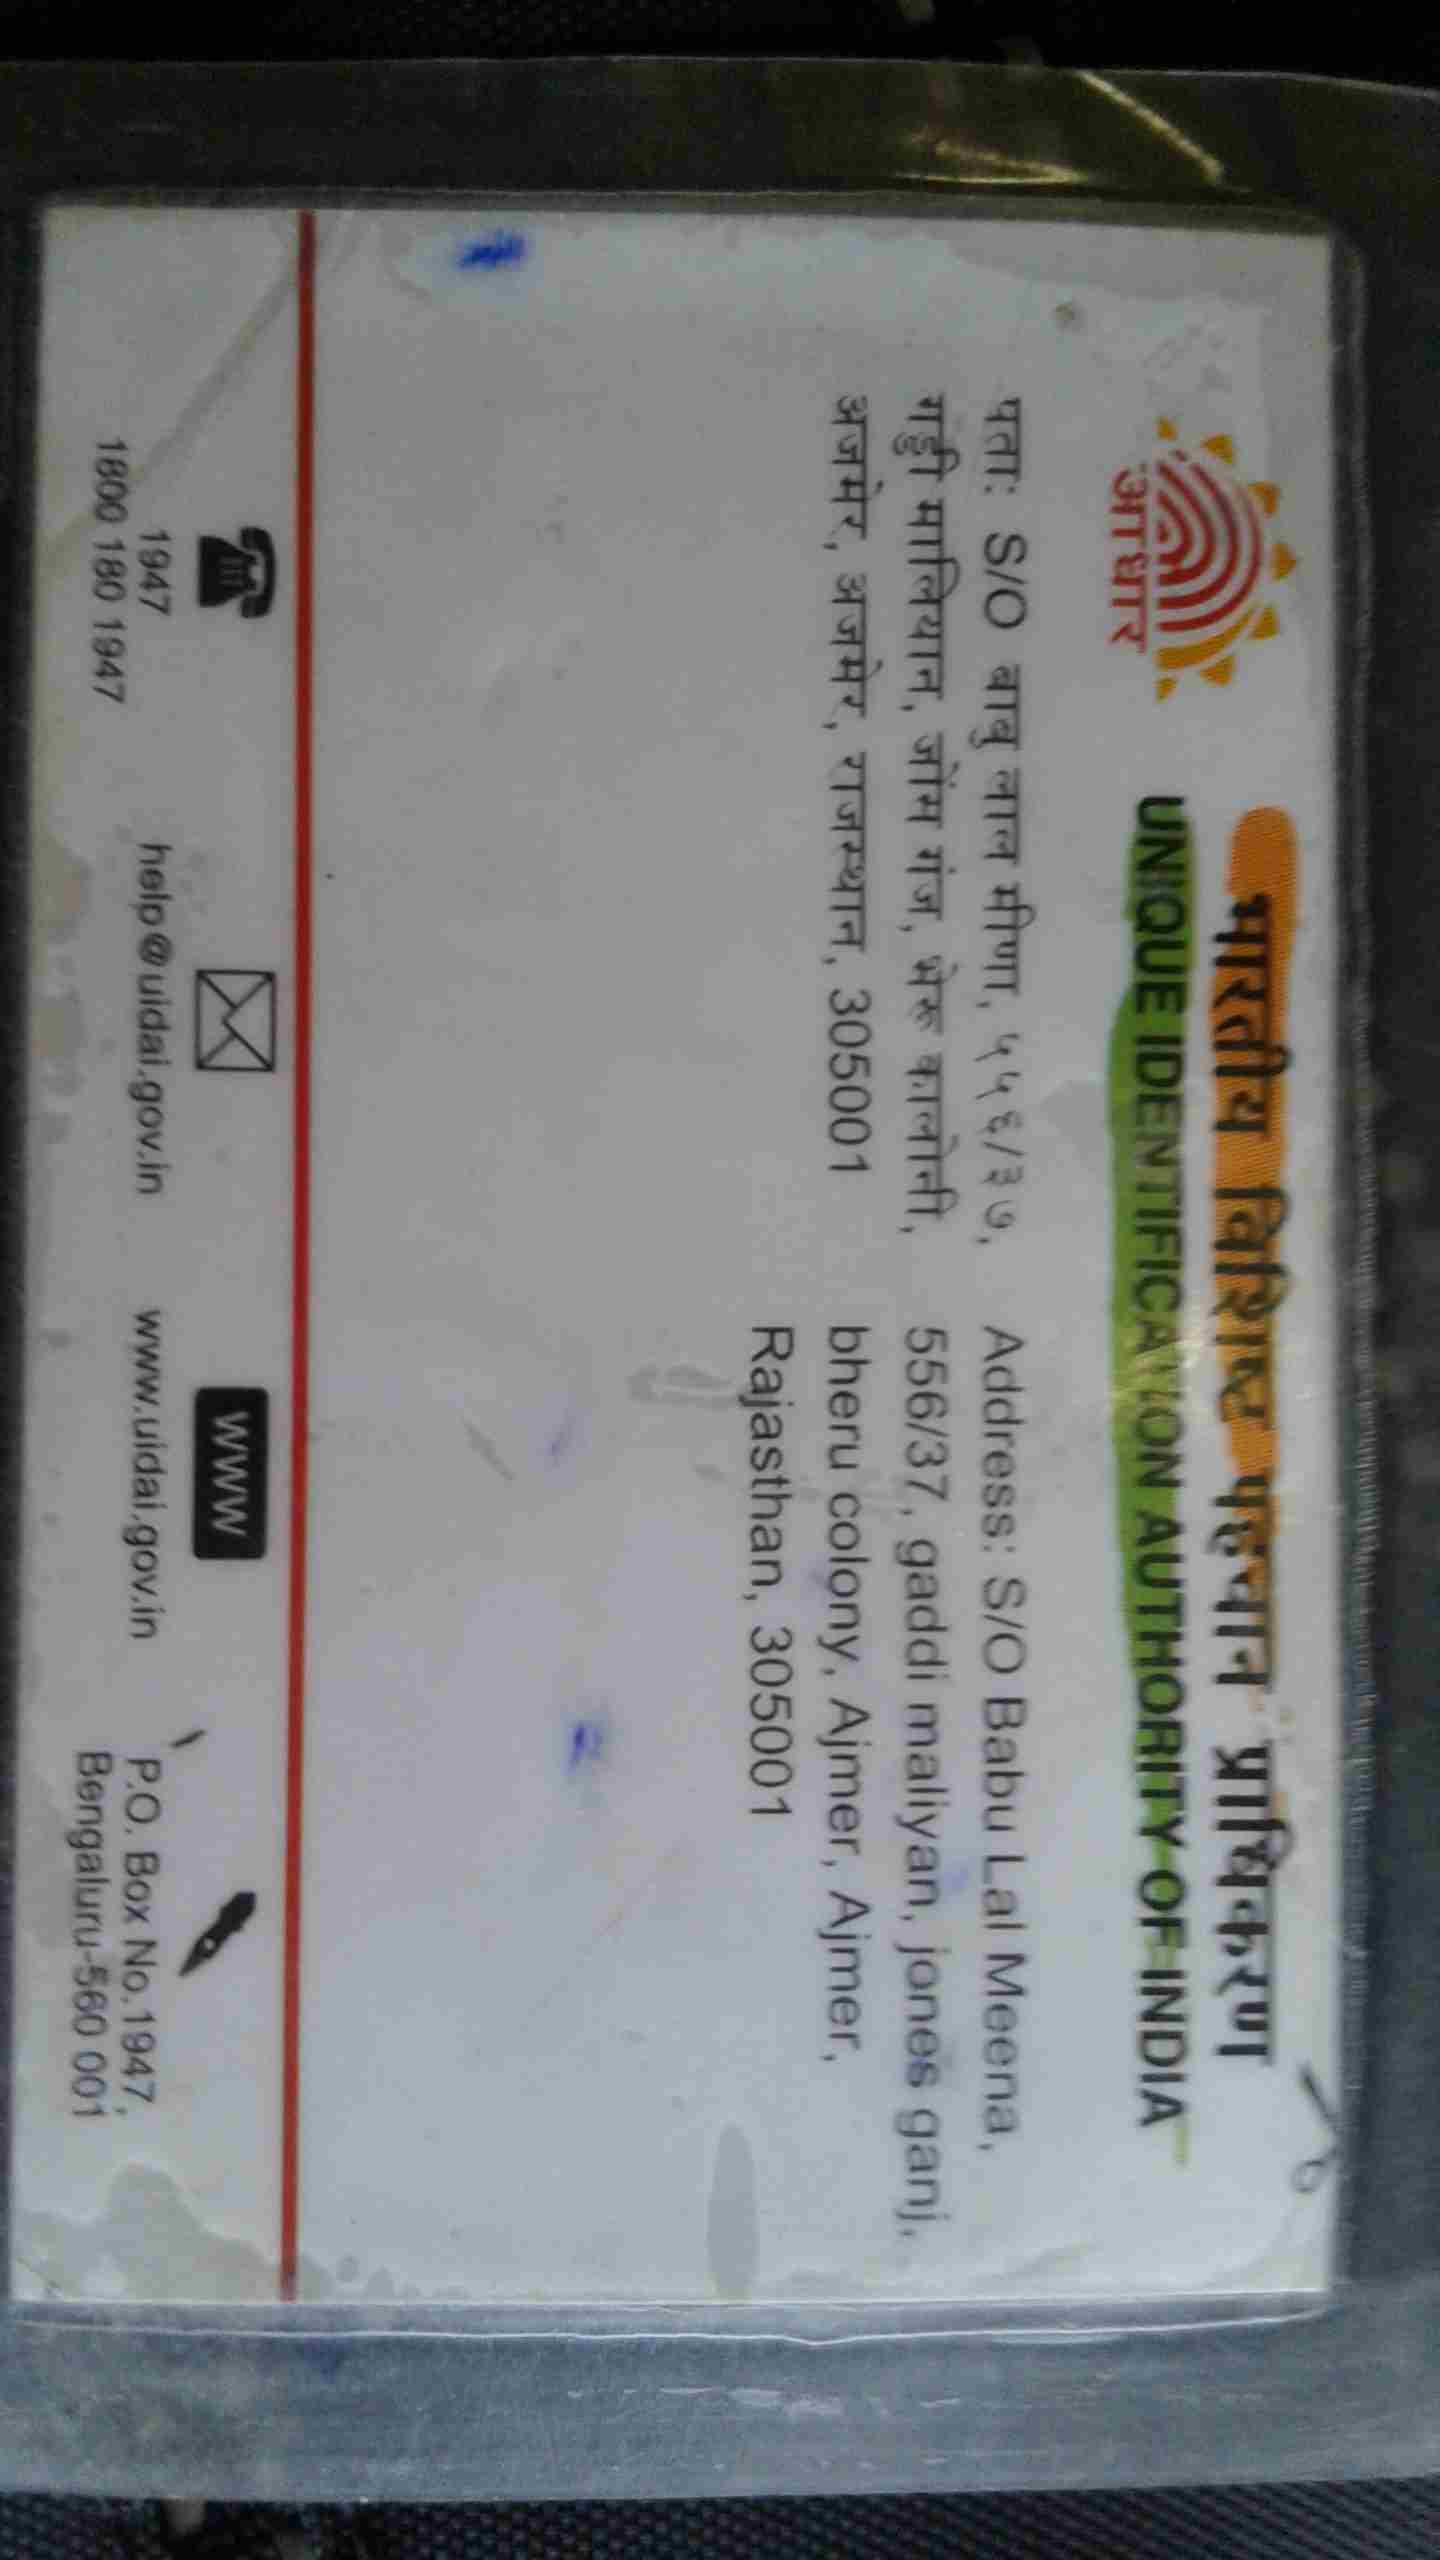 भारतीय विशिष्ट पहचान प्राधिकरण
UNIQUE IDENTIFICATION AUTHORITY OF INDIA
आधार
पताः S/O बाबु लाल मीणा, ५५६/३७,
गड्डी मालियान, जोंस गंज, भेरू कालोनी,
अजमेर, अजमेर, राजस्थान, 305001
Address: S/O Babu Lal Meena,
556/37, gaddi maliyan, jones ganj,
bheru colony, Ajmer, Ajmer,
Rajasthan, 305001
1947
1800 180 1947
help@uidai.gov.in
WWW
www.uidai.gov.in
P.O. Box No.1947,
Bengaluru-560 001